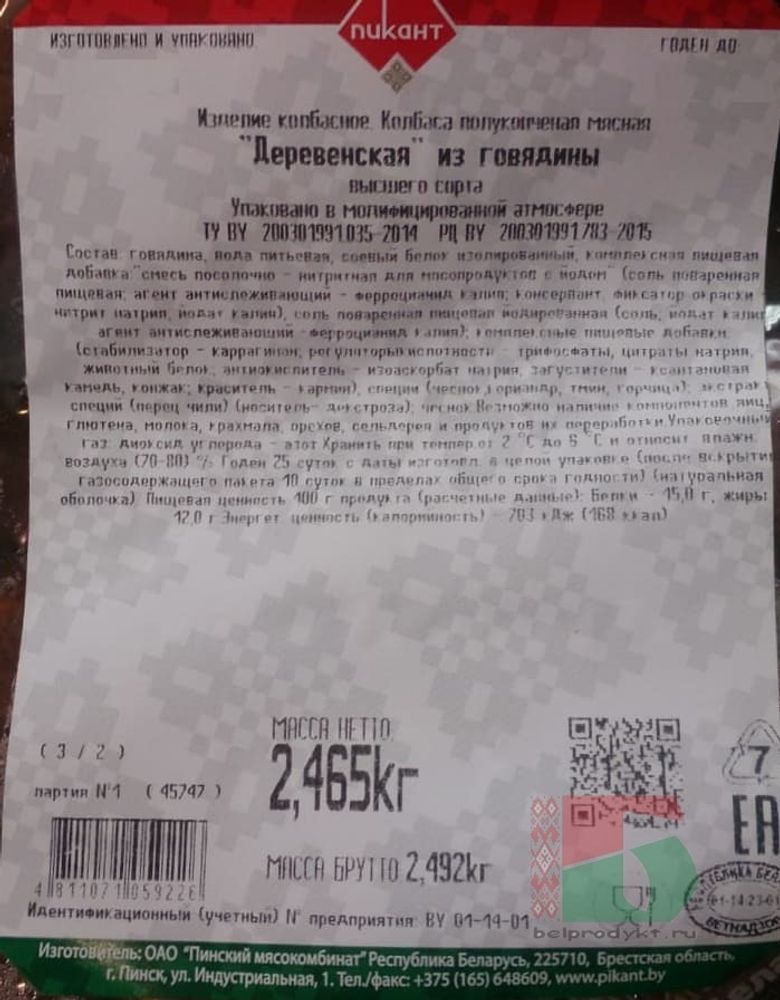 пикант
ИЗГОТОВЛЕНО И УПАКОВАНО
ГОДЕН ДО:
Изделие колбасное. Колбаса полукопченая мясная
"Деревенская" из говядины
высшего сорта
Упаковано в модифицированной атмосфере
ТУ BY 200301991.035-2014 РЦ BY 200301991.783-2015
Состав: говядина, вода питьевая, соевый белок изолированный, комплексная пищевая
добавка "смесь посолочно - нитритная для мясопродуктов с йодом" (соль поваренная
пищевая; агент антислеживающий - ферроцианид калия; консервант, фиксатор окраски -
нитрит натрия, йодат калия), соль поваренная пищевая йодированная (соль, йодат калия
агент антислеживающий -ферроцианид калия); комплексные пищевые добавки
(стабилизатор - каррагинан; регуляторы кислотности - трифосфаты, цитраты натрия,
животный белок; антиокислитель - изоаскорбат натрия, загустители - ксантановая
камедь, конжак; краситель - кармин), специи (чеснок,кориандр, тмин, горчица); экстракт
специй (перец чили) (носитель- декстроза); чеснок.Возможно наличие компонентов яиц,
глютена, молока, крахмала, орехов, сельдерея и продуктов их переработки.Упаковочный
газ: диоксид углерода - азот.Хранить при темпер.от 2 °С до 6 °С и относит. влажн.
воздуха (70-80) %. Годен 25 суток с даты изготовл. в целой упаковке (после вскрытия
газосодержащего пакета 10 суток в пределах общего срока годности) (натуральная
оболочка). Пищевая ценность 100 г продукта (расчетные данные): Белки - 15,0 г, жиры
12,0 г. Энергет. ценность (калорийность) - 703 кДж (168 ккал)
МАССА НЕТТО:
2,465kг
( 3 / 2 )
партия N°1 ( 45747 )
МАССА БРУТТО 2,492kг
4 811071 059226
7
EAC
Идентификационный (учетный) N° предприятия: BY 01-14-01
belprodykt.ru
Изготовитель: ОАО "Пинский мясокомбинат" Республика Беларусь, 225710, Брестская область,
г. Пинск, ул. Индустриальная, 1. Тел./факс: +375 (165) 648609, www.pikant.by